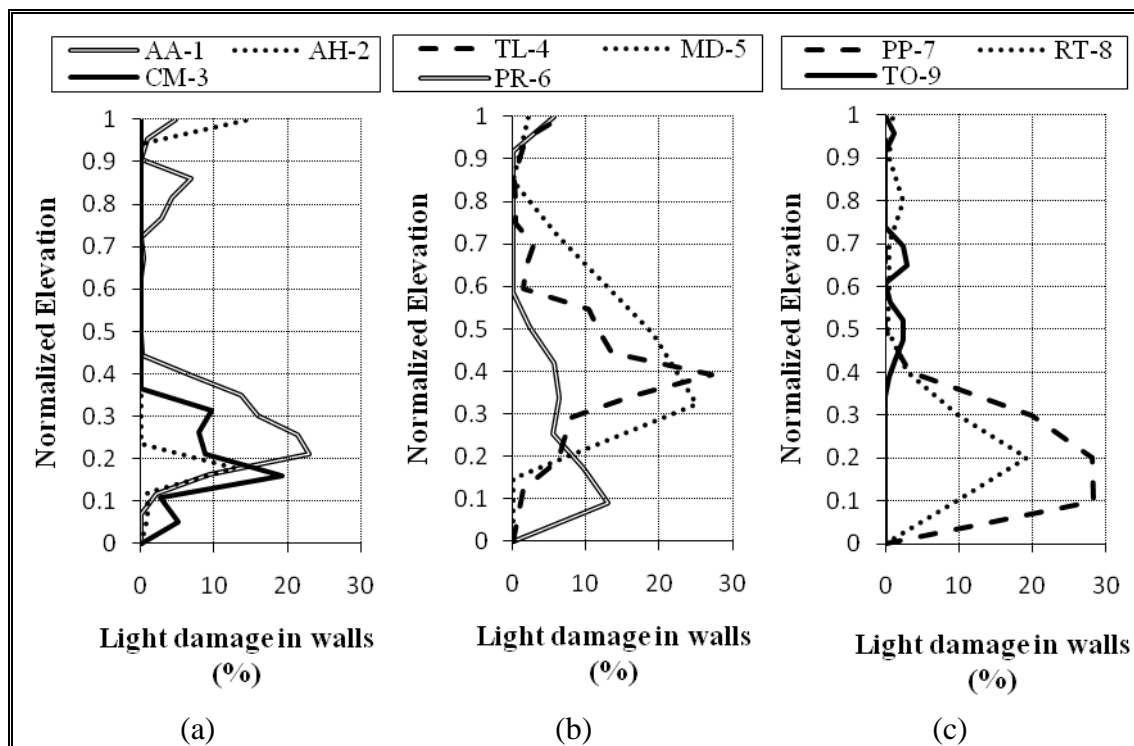 AA-1 AH-2
CM-3
TL-4 MD-5
PR-6
PP-7 RT-8
TO-9
Normalized Elevation
1
0.9
0.8
0.7
0.6
0.5
0.4
0.3
0.2
0.1
0
0 10 20 30
Light damage in walls
(%)
(a)
Normalized Elevation
1
0.9
0.8
0.7
0.6
0.5
0.4
0.3
0.2
0.1
0
0 10 20 30
Light damage in walls
(%)
(b)
Normalized Elevation
1
0.9
0.8
0.7
0.6
0.5
0.4
0.3
0.2
0.1
0
0 10 20 30
Light damage in walls
(%)
(c)